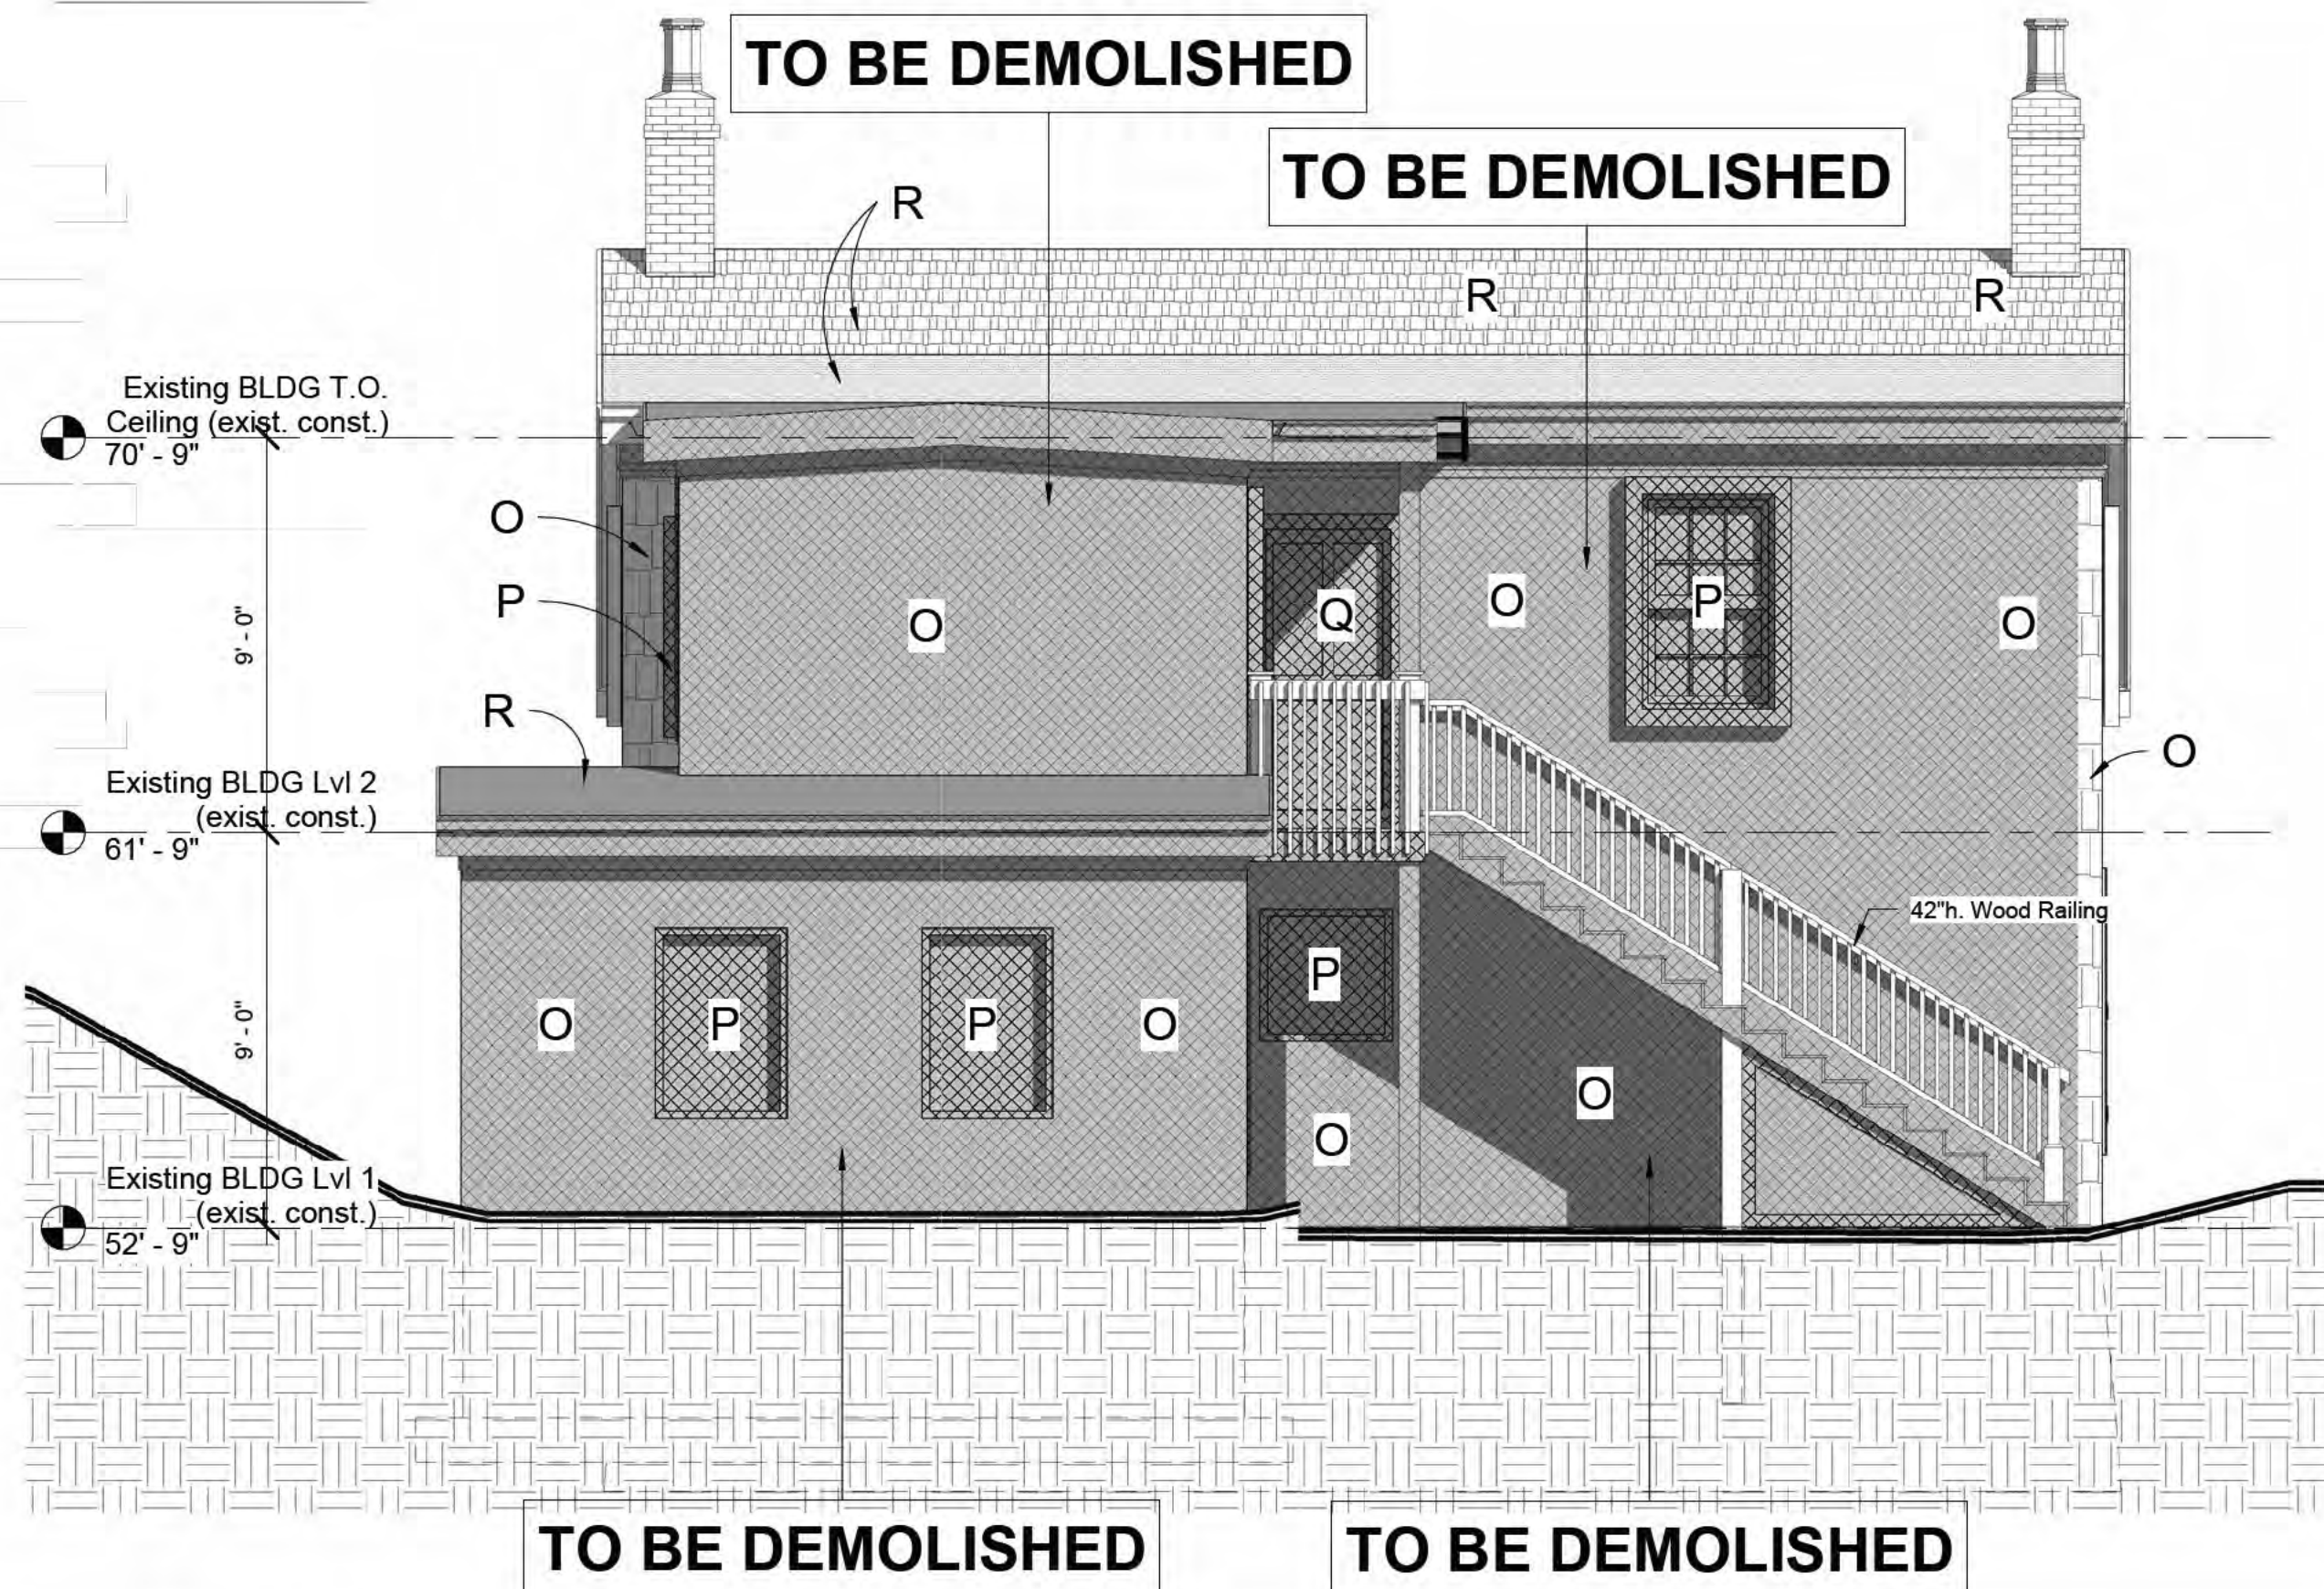 TO BE DEMOLISHED
TO BE DEMOLISHED
R
R
R
Existing BLDG T.O.
Ceiling (exist. const.)
70' - 9"
O
P
O
Q
O
P
O
9' - 0"
R
O
Existing BLDG Lvl 2
(exist. const.)
61' - 9"
42"h. Wood Railing
9' - 0"
O
P
P
O
P
O
O
Existing BLDG Lvl 1
(exist. const.)
52' - 9"
TO BE DEMOLISHED
TO BE DEMOLISHED